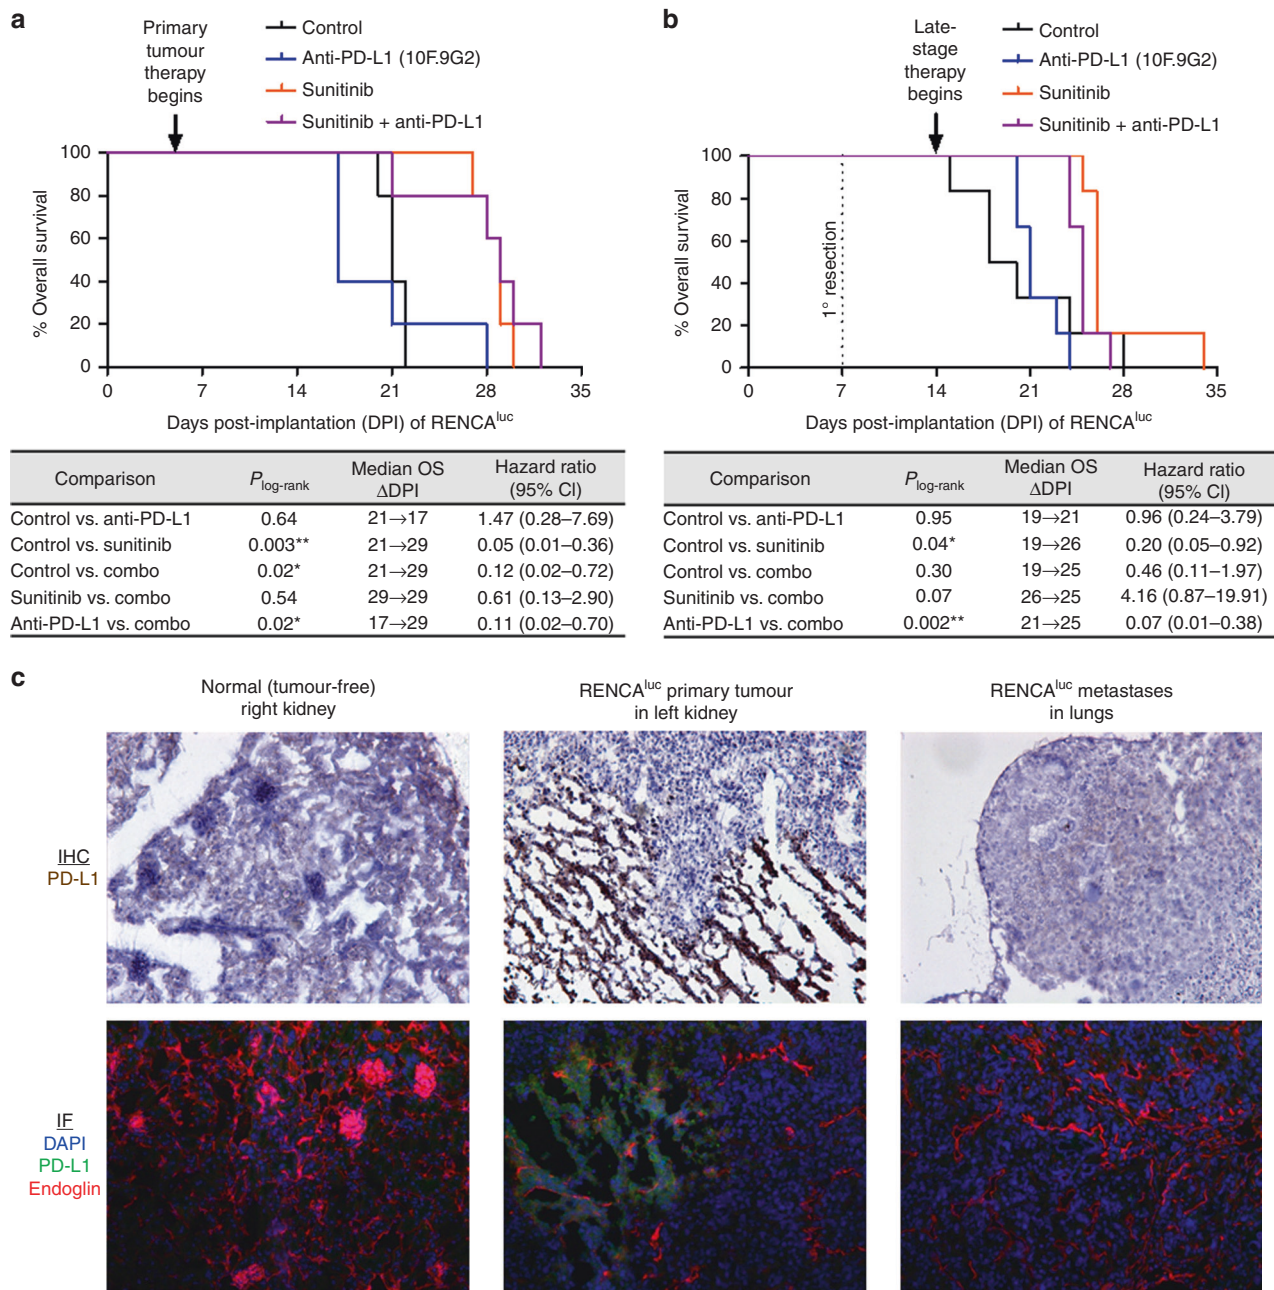 a
Primary
tumour
therapy
begins
Control
Anti-PD-L1 (10F.9G2)
Sunitinib
Sunitinib + anti-PD-L1
% Overall survival
100
80
60
40
20
0
0 7 14 21 28 35
Days post-implantation (DPI) of RENCA^luc
Comparison P_log-rank Median OS ΔDPI Hazard ratio (95% CI)
Control vs. anti-PD-L1 0.64 21→17 1.47 (0.28–7.69)
Control vs. sunitinib 0.003** 21→29 0.05 (0.01–0.36)
Control vs. combo 0.02* 21→29 0.12 (0.02–0.72)
Sunitinib vs. combo 0.54 29→29 0.61 (0.13–2.90)
Anti-PD-L1 vs. combo 0.02* 17→29 0.11 (0.02–0.70)
b
Late-
stage
therapy
begins
Control
Anti-PD-L1 (10F.9G2)
Sunitinib
Sunitinib + anti-PD-L1
% Overall survival
100
80
60
40
20
0
1° resection
0 7 14 21 28 35
Days post-implantation (DPI) of RENCA^luc
Comparison P_log-rank Median OS ΔDPI Hazard ratio (95% CI)
Control vs. anti-PD-L1 0.95 19→21 0.96 (0.24–3.79)
Control vs. sunitinib 0.04* 19→26 0.20 (0.05–0.92)
Control vs. combo 0.30 19→25 0.46 (0.11–1.97)
Sunitinib vs. combo 0.07 26→25 4.16 (0.87–19.91)
Anti-PD-L1 vs. combo 0.002** 21→25 0.07 (0.01–0.38)
c
Normal (tumour-free)
right kidney
RENCA^luc primary tumour
in left kidney
RENCA^luc metastases
in lungs
IHC
PD-L1
IF
DAPI
PD-L1
Endoglin